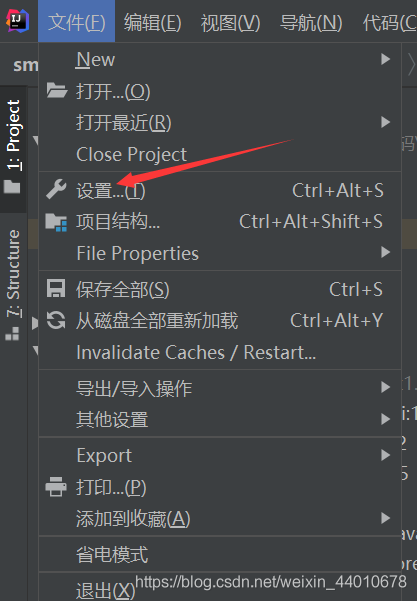 IJ
文件(F) 编辑(E) 视图(V) 导航(N) 代码(C
sm
New
打开...(O)
打开最近(R)
Close Project
设置...(T) Ctrl+Alt+S
项目结构... Ctrl+Alt+Shift+S
File Properties
保存全部(S) Ctrl+S
从磁盘全部重新加载 Ctrl+Alt+Y
Invalidate Caches / Restart...
导出/导入操作
其他设置
Export
打印...(P)
添加到收藏(A)
省电模式
退出(X)
1: Project
7: Structure
https://blog.csdn.net/weixin_44010678